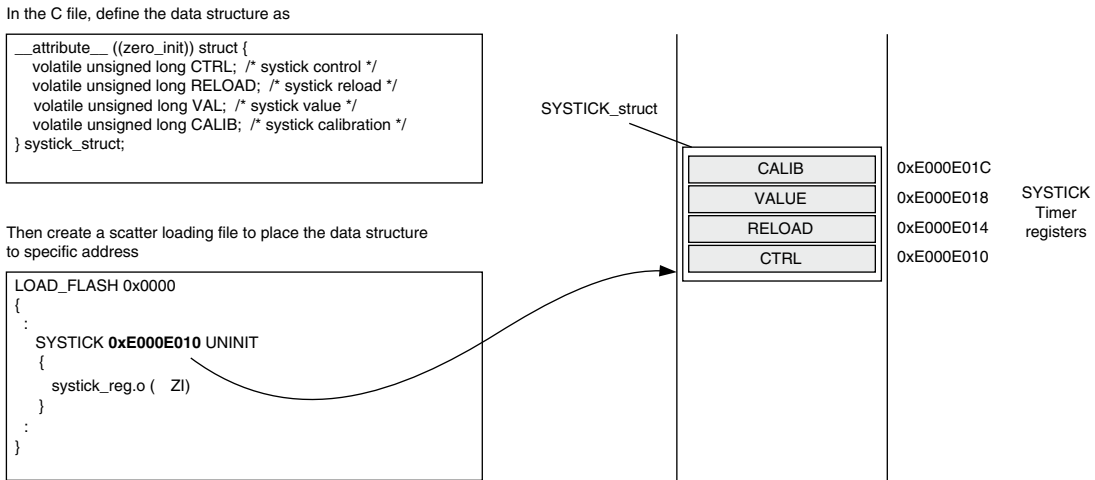 In the C file, define the data structure as
__attribute__ ((zero_init)) struct {
volatile unsigned long CTRL; /* systick control */
volatile unsigned long RELOAD; /* systick reload */
volatile unsigned long VAL; /* systick value */
volatile unsigned long CALIB; /* systick calibration */
} systick_struct;
Then create a scatter loading file to place the data structure
to specific address
LOAD_FLASH 0x0000
{
:
SYSTICK 0xE000E010 UNINIT
{
systick_reg.o ( ZI)
}
:
}
SYSTICK_struct
CALIB 0xE000E01C
VALUE 0xE000E018
RELOAD 0xE000E014
CTRL 0xE000E010
SYSTICK
Timer
registers